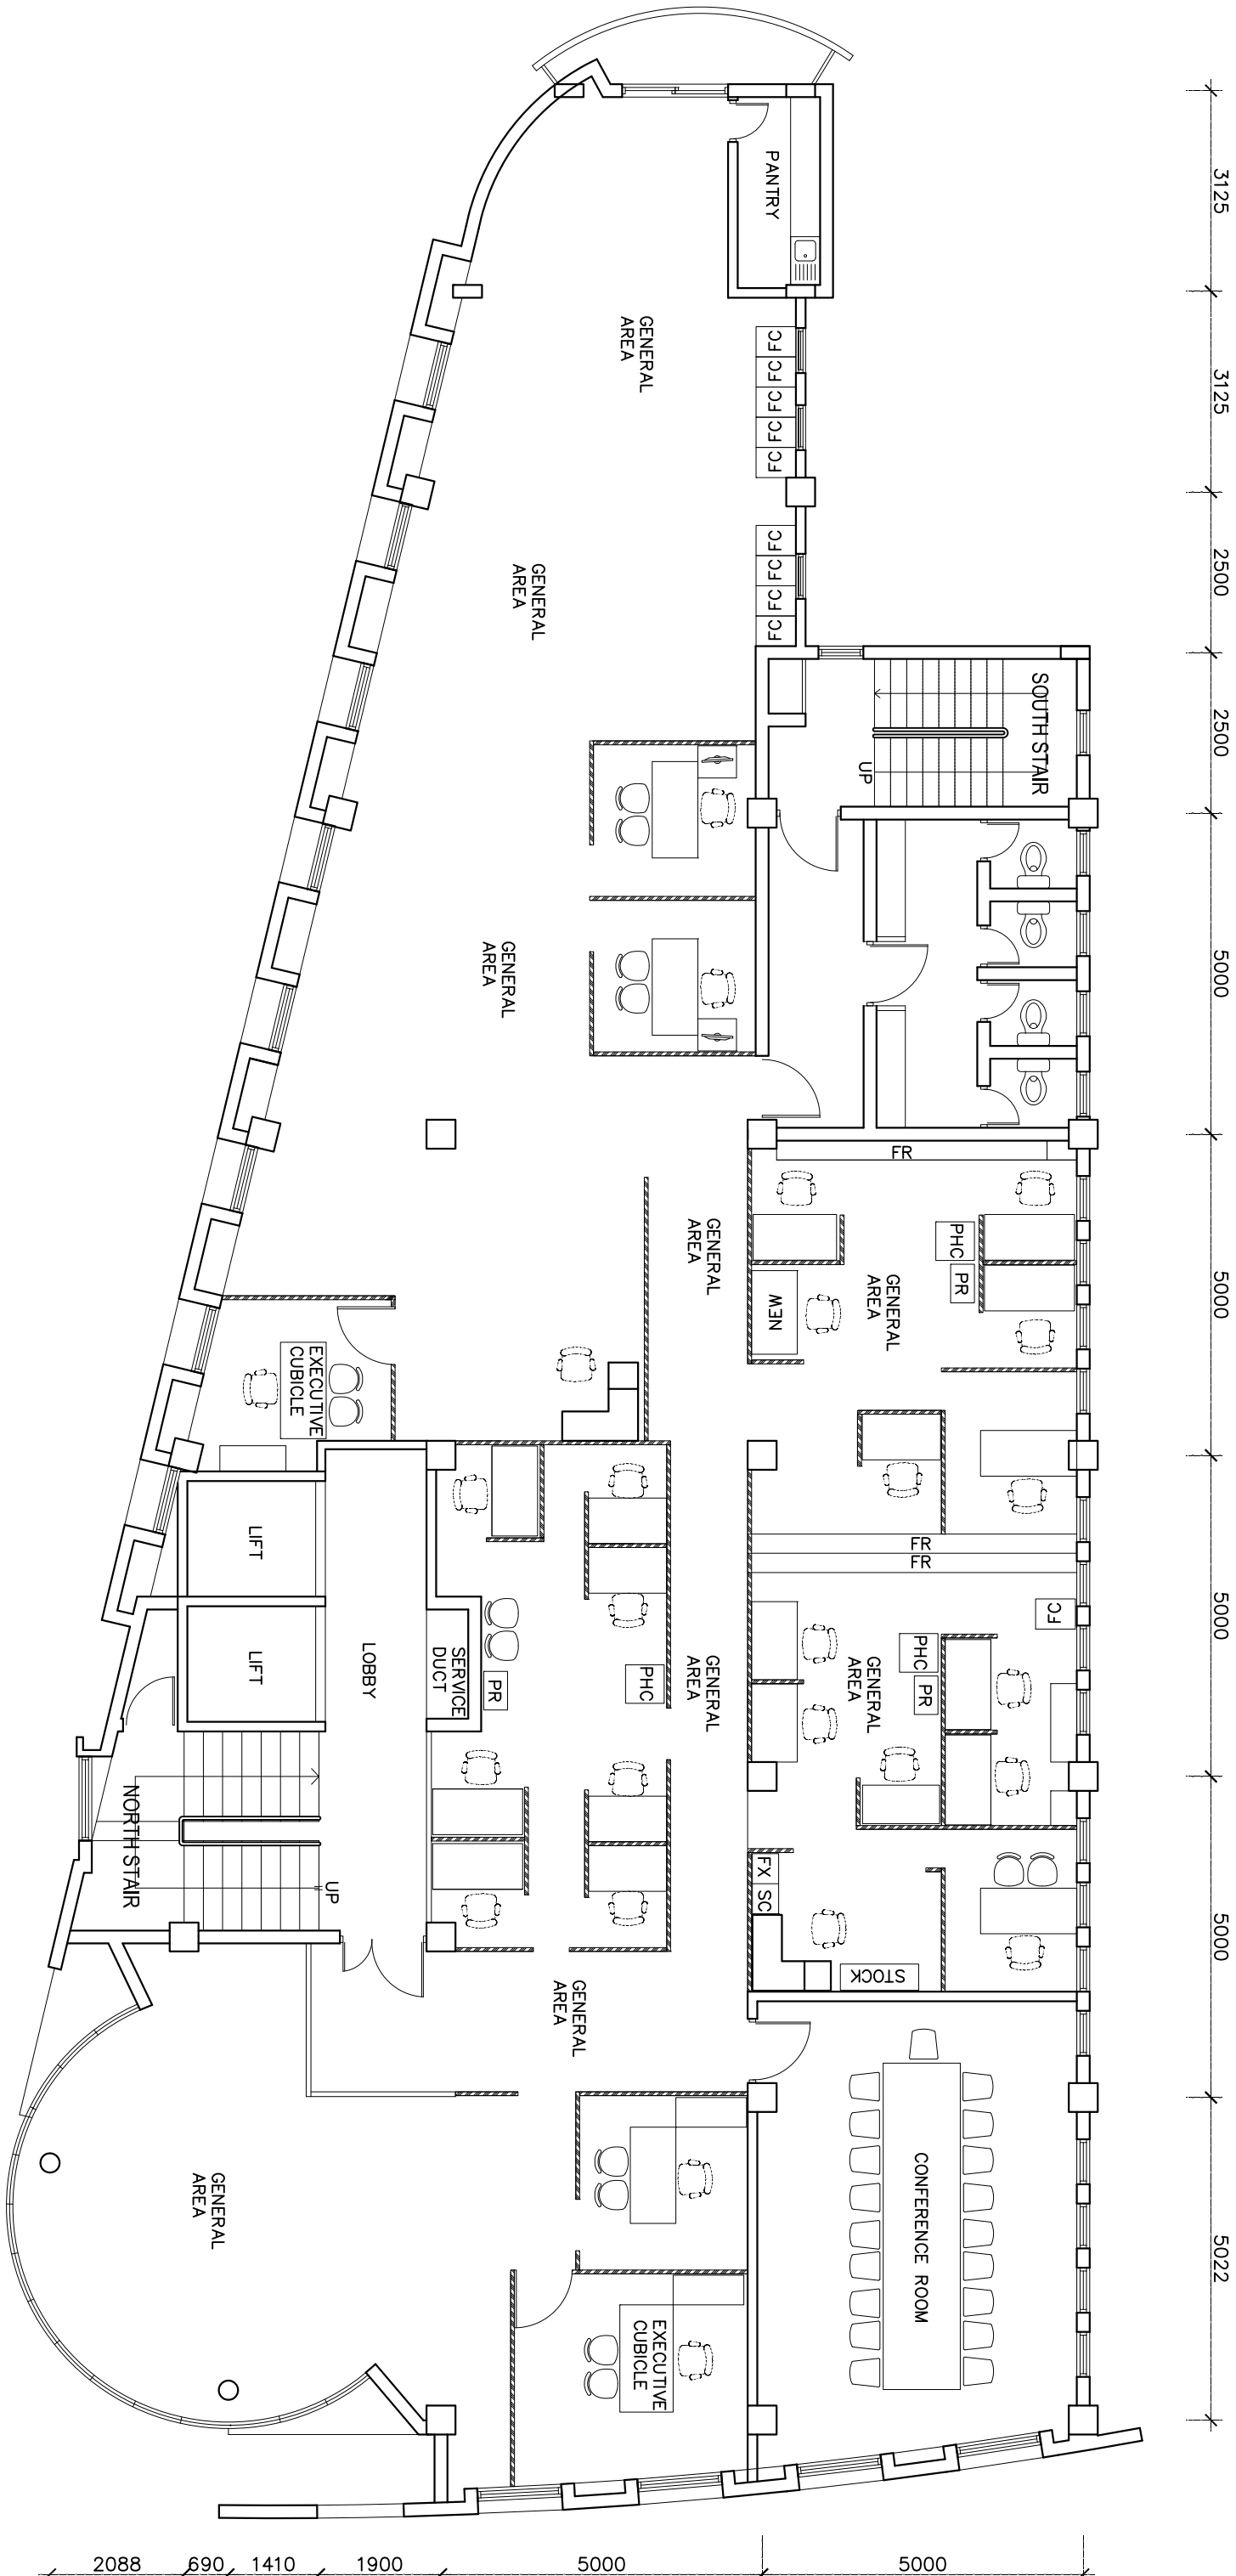 3125
3125
2500
2500
5000
5000
5000
5000
5022
PANTRY
GENERAL
AREA
FC
FC
FC
FC
FC
GENERAL
AREA
FC
FC
FC
FC
SOUTH STAIR
UP
GENERAL
AREA
FR
GENERAL
AREA
PHC
PR
GENERAL
AREA
NEW
EXECUTIVE
CUBICLE
FR
FR
FC
LIFT
LIFT
LOBBY
SERVICE
DUCT
PR
PHC
GENERAL
AREA
GENERAL
AREA
PHC
PR
NORTH STAIR
UP
FX
SC
STOCK
GENERAL
AREA
GENERAL
AREA
CONFERENCE ROOM
EXECUTIVE
CUBICLE
2088
690
1410
1900
5000
5000